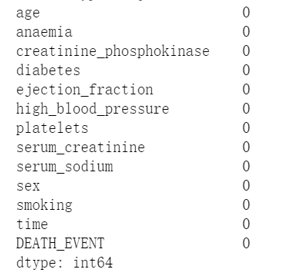 age 0
anaemia 0
creatinine_phosphokinase 0
diabetes 0
ejection_fraction 0
high_blood_pressure 0
platelets 0
serum_creatinine 0
serum_sodium 0
sex 0
smoking 0
time 0
DEATH_EVENT 0
dtype: int64